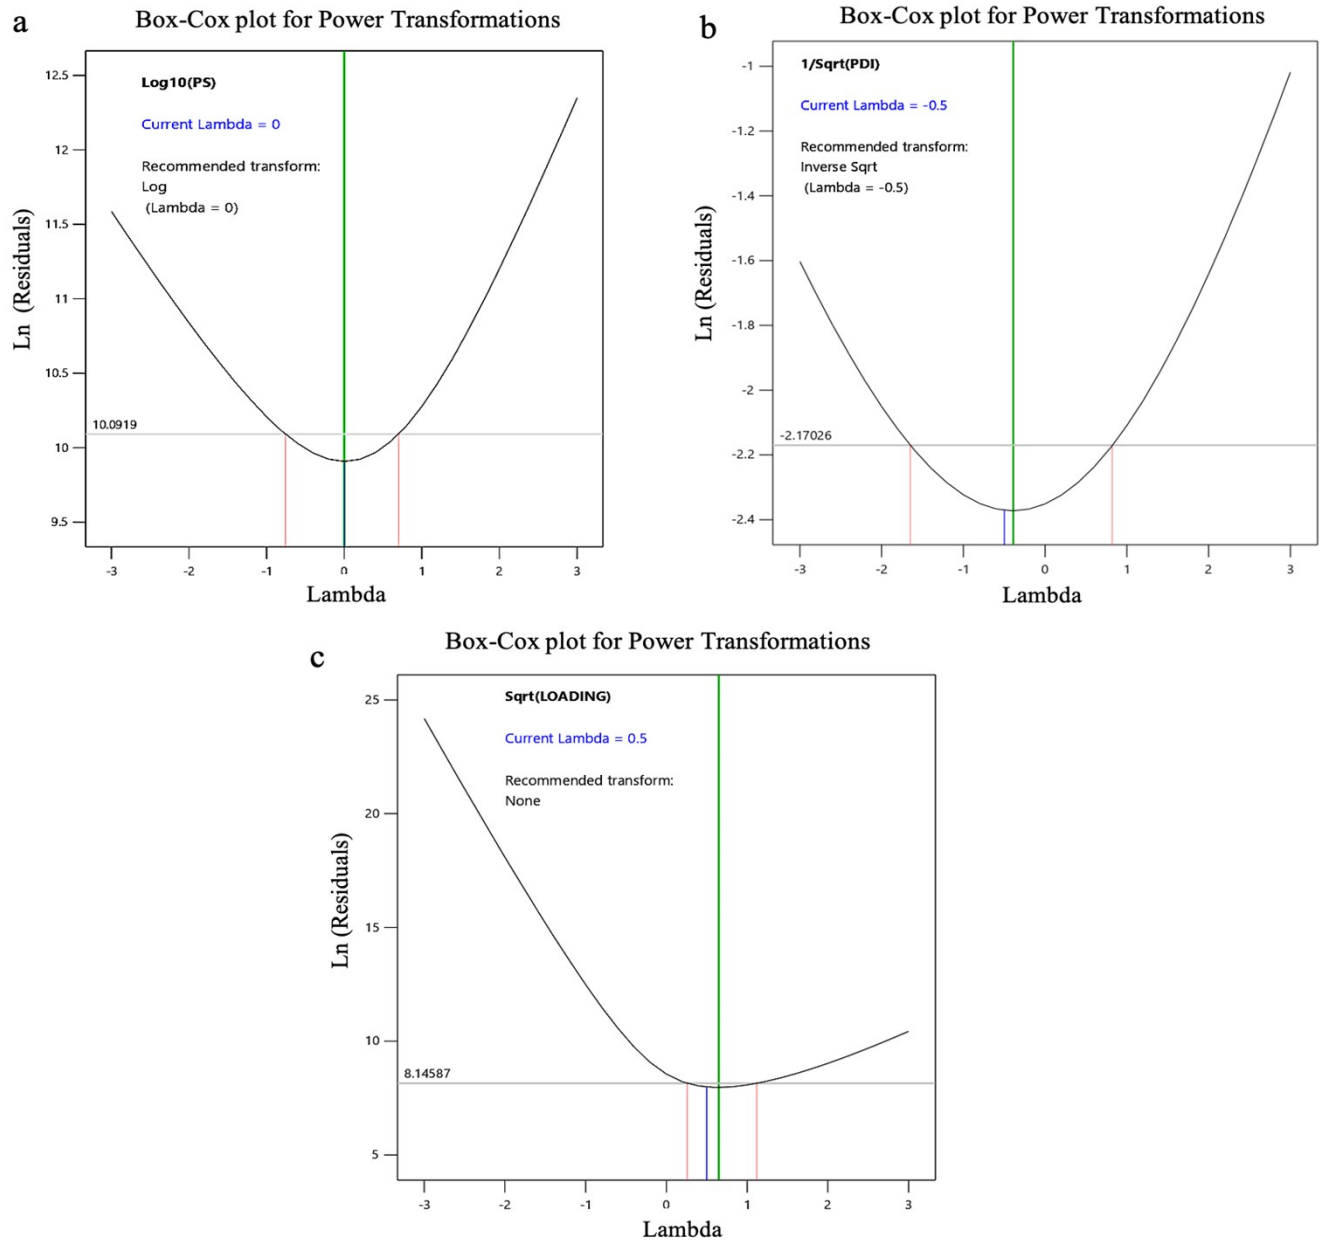 a
Box-Cox plot for Power Transformations
Log10(PS)
Current Lambda = 0
Recommended transform:
Log
(Lambda = 0)
12.5
12
11.5
11
10.5
10
9.5
10.0919
Ln (Residuals)
-3 -2 -1 0 1 2 3
Lambda
b
Box-Cox plot for Power Transformations
1/Sqrt(PDI)
Current Lambda = -0.5
Recommended transform:
Inverse Sqrt
(Lambda = -0.5)
-1
-1.2
-1.4
-1.6
-1.8
-2
-2.2
-2.4
-2.17026
Ln (Residuals)
-3 -2 -1 0 1 2 3
Lambda
c
Box-Cox plot for Power Transformations
Sqrt(LOADING)
Current Lambda = 0.5
Recommended transform:
None
25
20
15
10
5
8.14587
Ln (Residuals)
-3 -2 -1 0 1 2 3
Lambda